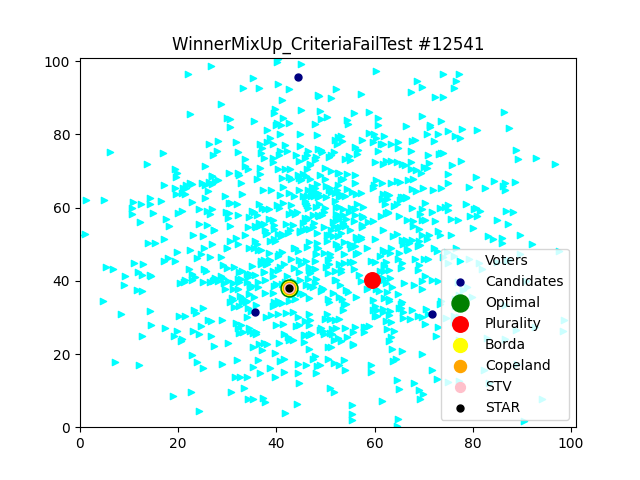 WinnerMixUp_CriteriaFailTest #12541
100
80
60
40
20
0
0
20
40
60
80
100
Voters
Candidates
Optimal
Plurality
Borda
Copeland
STV
STAR